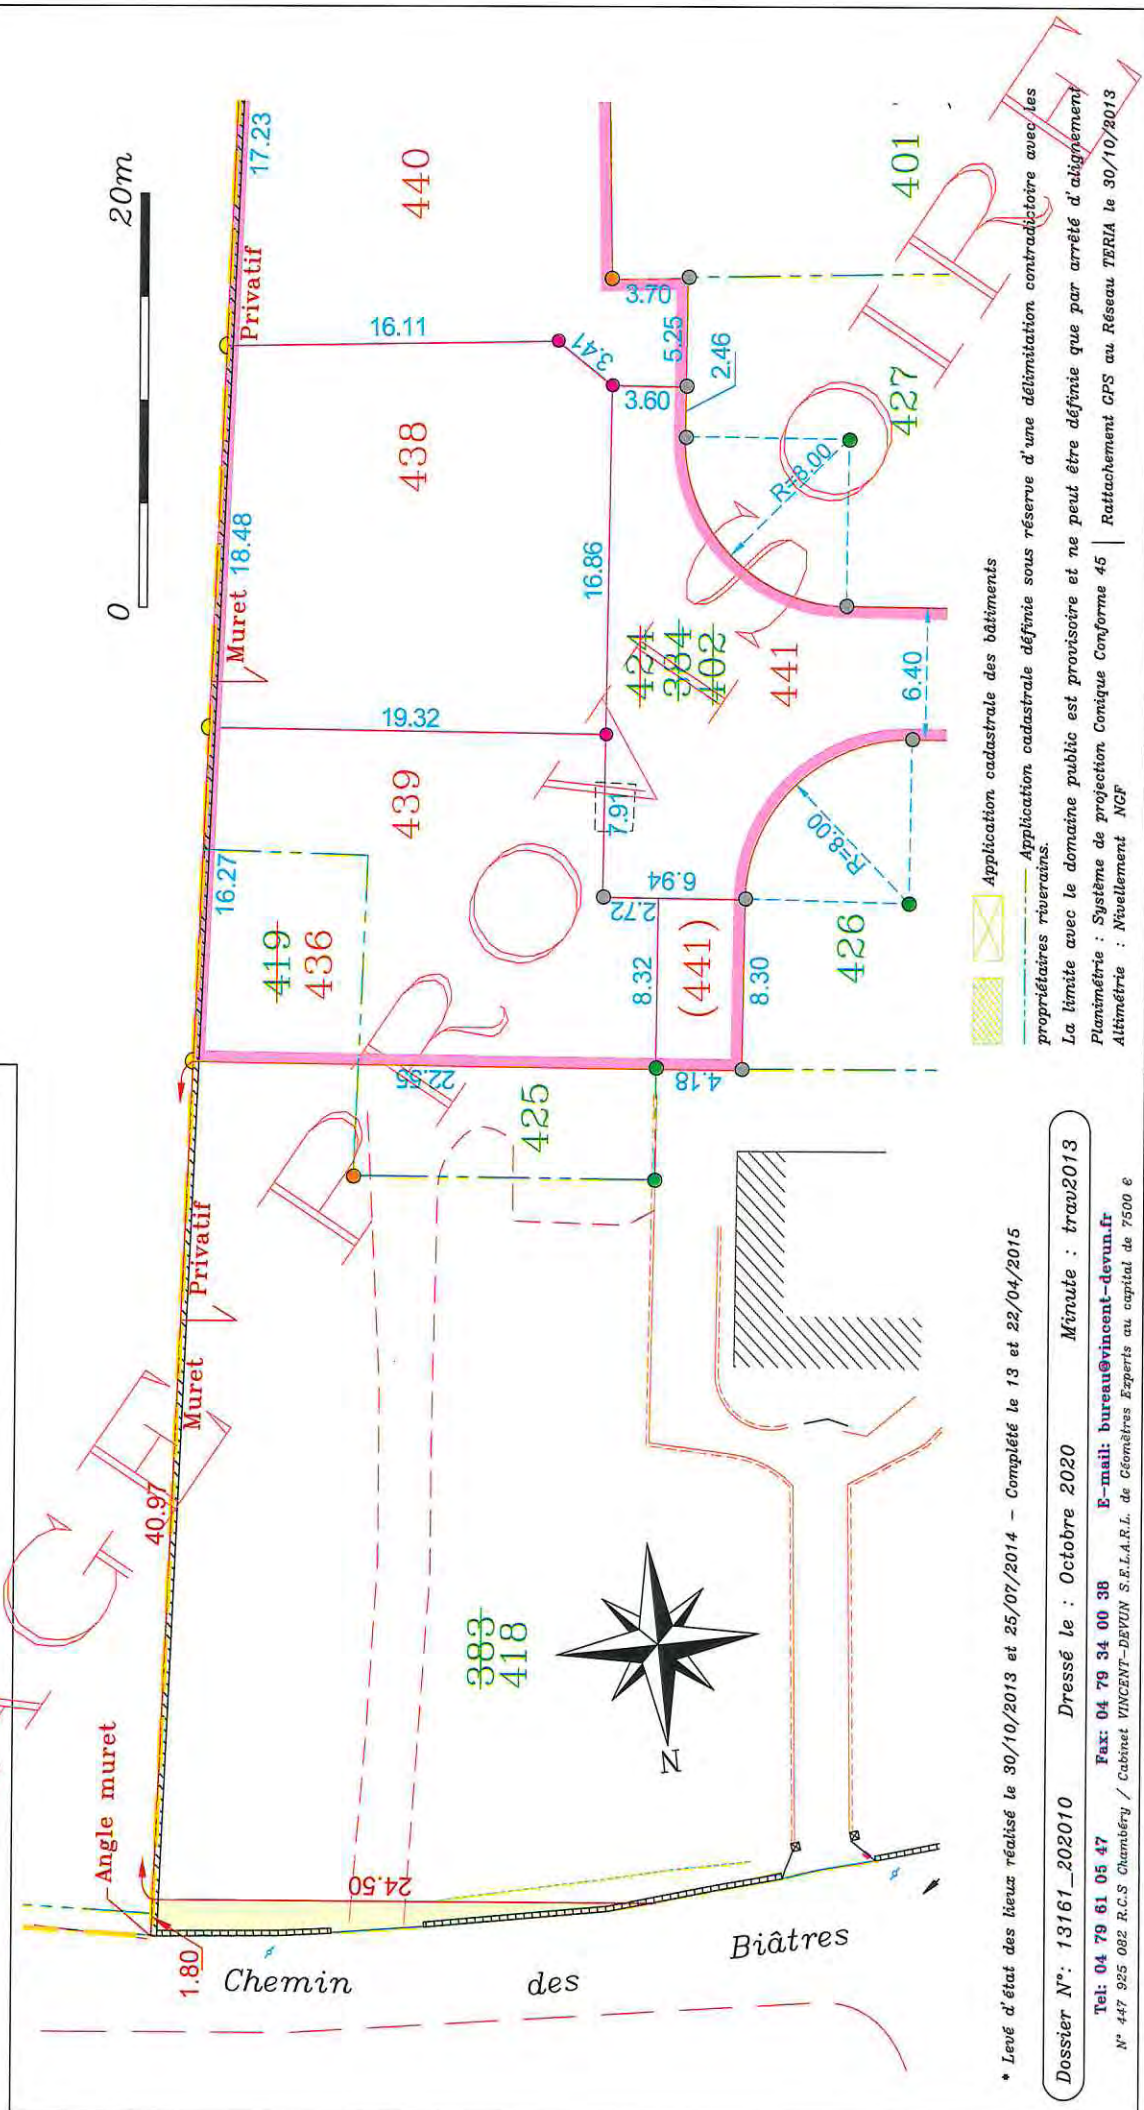 0
20m
17.23
Privatif
440
16.11
438
3.41
3.70
5.25
3.60
2.46
401
427
R=8.00
Muret
18.48
16.86
424
384
402
441
6.40
19.32
439
7.91
16.27
419
436
6.94
2.72
8.32
(441)
8.30
R=8.00
426
22.55
4.18
425
Muret
Privatif
40.97
383
418
N
Angle muret
24.50
1.80
Chemin des Biâtres
PROVISOIRE
Application cadastrale des bâtiments
Application cadastrale définie sous réserve d'une délimitation contradictoire avec les
propriétaires riverains.
La limite avec le domaine public est provisoire et ne peut être définie que par arrêté d'alignement
Planimétrie : Système de projection Conique Conforme 45 | Rattachement GPS au Réseau TERIA le 30/10/2013
Altimétrie : Nivellement NGF
* Levé d'état des lieux réalisé le 30/10/2013 et 25/07/2014 - Complété le 13 et 22/04/2015
Dossier N°: 13161_202010 Dressé le : Octobre 2020 Minute : trav2013
Tel: 04 79 61 05 47 Fax: 04 79 34 00 38 E-mail: bureau@vincent-devun.fr
N° 447 925 082 R.C.S Chambéry / Cabinet VINCENT-DEVUN S.E.L.A.R.L. de Géomètres Experts au capital de 7500 €